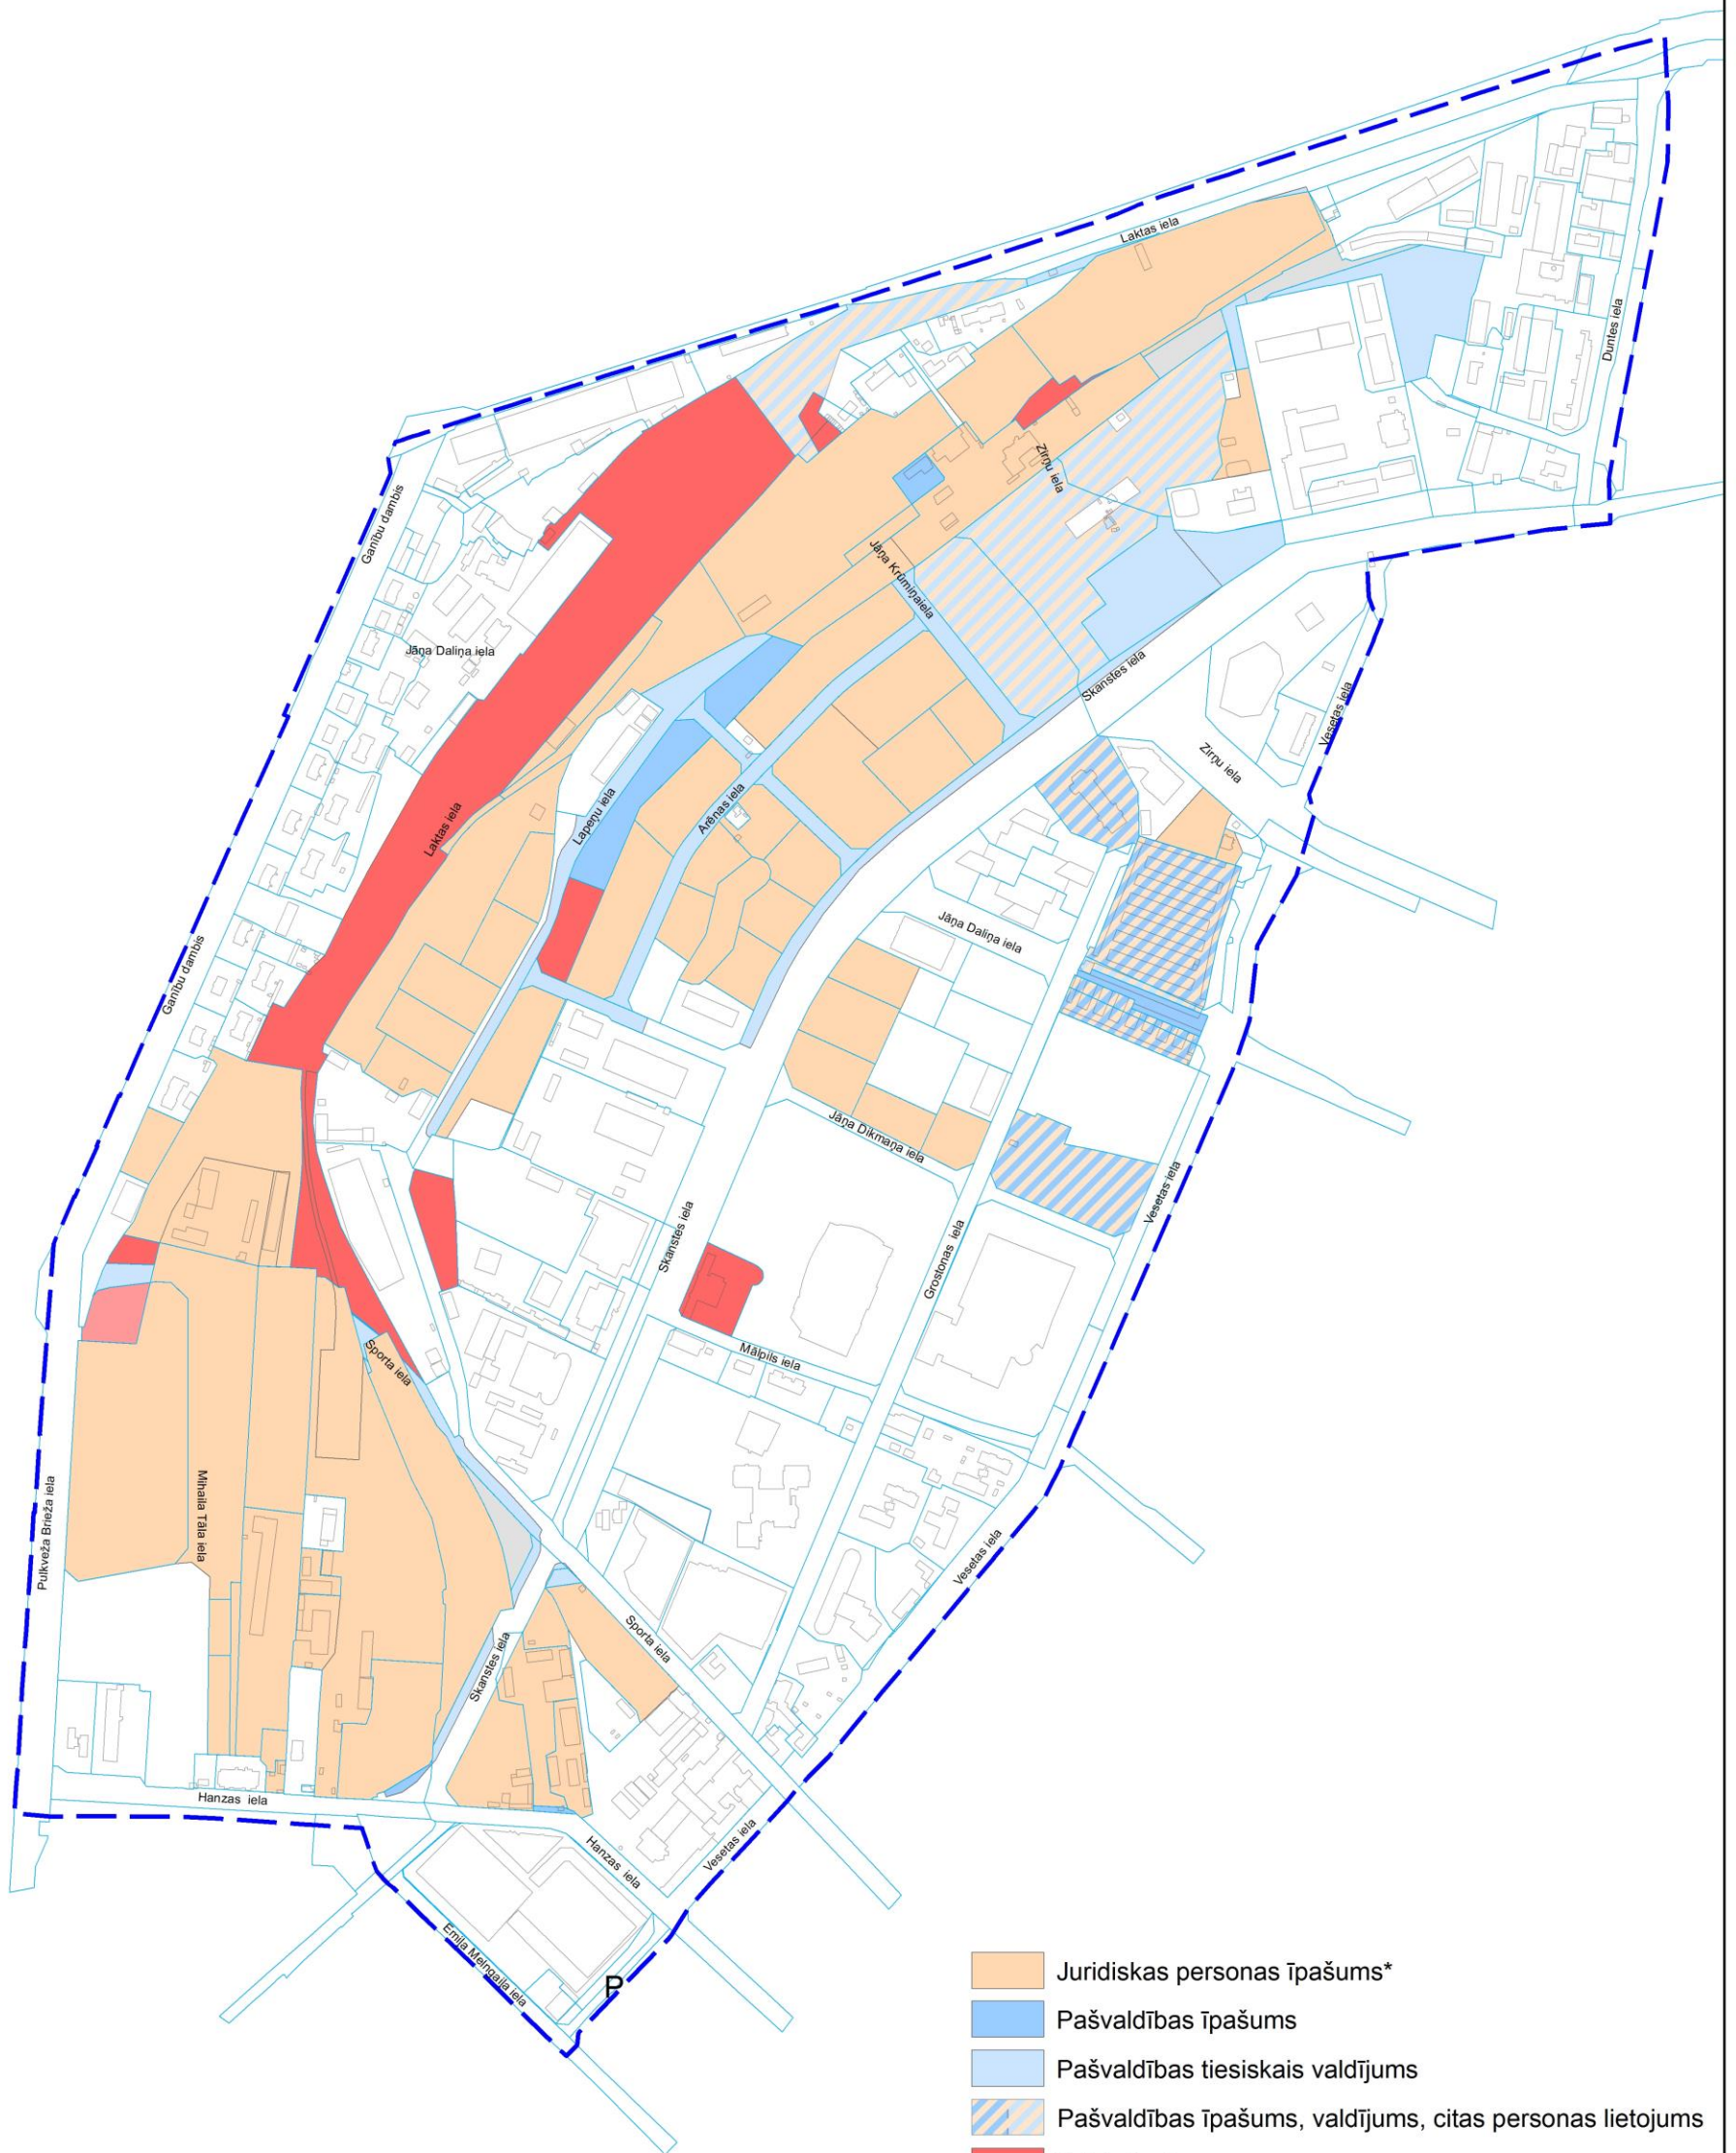 Laktas iela
Duntes iela
Ganību dambis
Zirņu iela
Jāņa Krūmiņaiela
Jāņa Daliņa iela
Skanstes iela
Vesetas iela
Zirņu iela
Lapeņu iela
Arēnas iela
Laktas iela
Jāņa Daliņa iela
Ganību dambis
Jāņa Dikmaņa iela
Vesetas iela
Skanstes iela
Grostonas iela
Sporta iela
Mālpils iela
Mihaila Tāla iela
Pulkveža Brieža iela
Vesetas iela
Sporta iela
Skanstes iela
Hanzas iela
Hanzas iela
Vesetas iela
Emiļa Melngaiļa iela
P
Juridiskas personas īpašums*
Pašvaldības īpašums
Pašvaldības tiesiskais valdījums
Pašvaldības īpašums, valdījums, citas personas lietojums